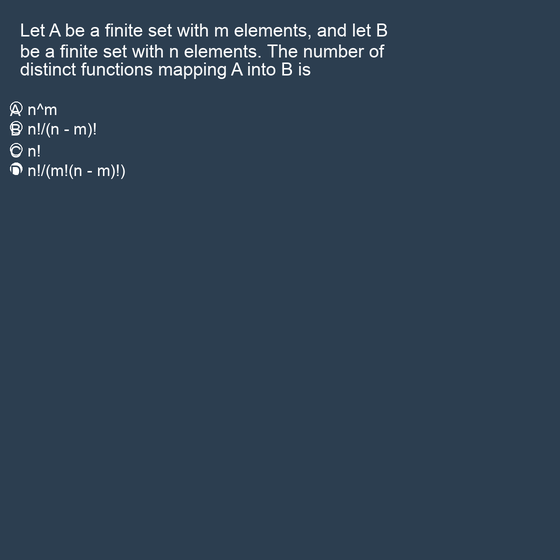 Let A be a finite set with m elements, and let B
be a finite set with n elements. The number of
distinct functions mapping A into B is
A n^m
B n!/(n - m)!
C n!
D n!/(m!(n - m)!)